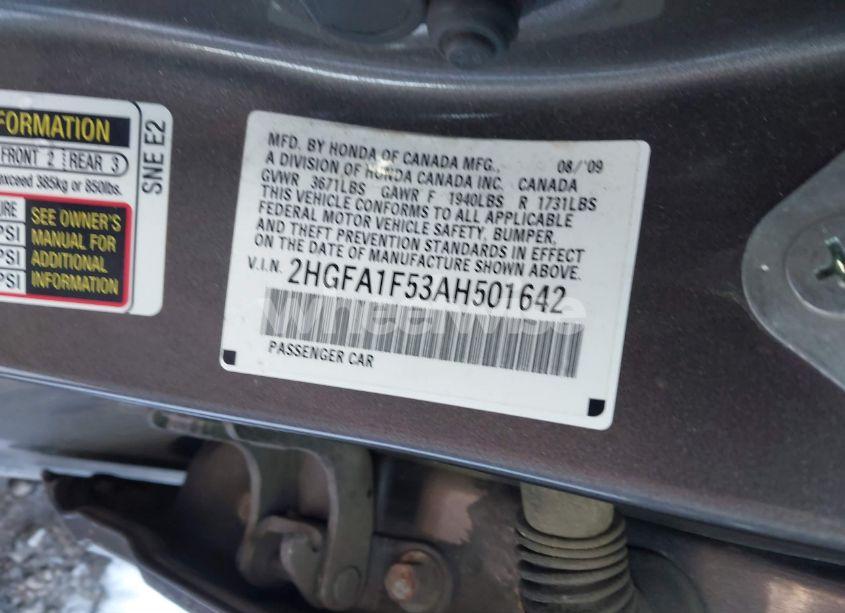 FORMATION
FRONT 2 REAR 3
exceed 385kg or 850lbs.
URE
PSI
PSI
PSI
SEE OWNER'S
MANUAL FOR
ADDITIONAL
INFORMATION
SNE E2
MFD. BY HONDA OF CANADA MFG., 08/'09
A DIVISION OF HONDA CANADA INC. CANADA
GVWR 3671LBS GAWR F 1940LBS R 1731LBS
THIS VEHICLE CONFORMS TO ALL APPLICABLE
FEDERAL MOTOR VEHICLE SAFETY, BUMPER,
AND THEFT PREVENTION STANDARDS IN EFFECT
ON THE DATE OF MANUFACTURE SHOWN ABOVE.
V.I.N. 2HGFA1F53AH501642
wheelwise
PASSENGER CAR